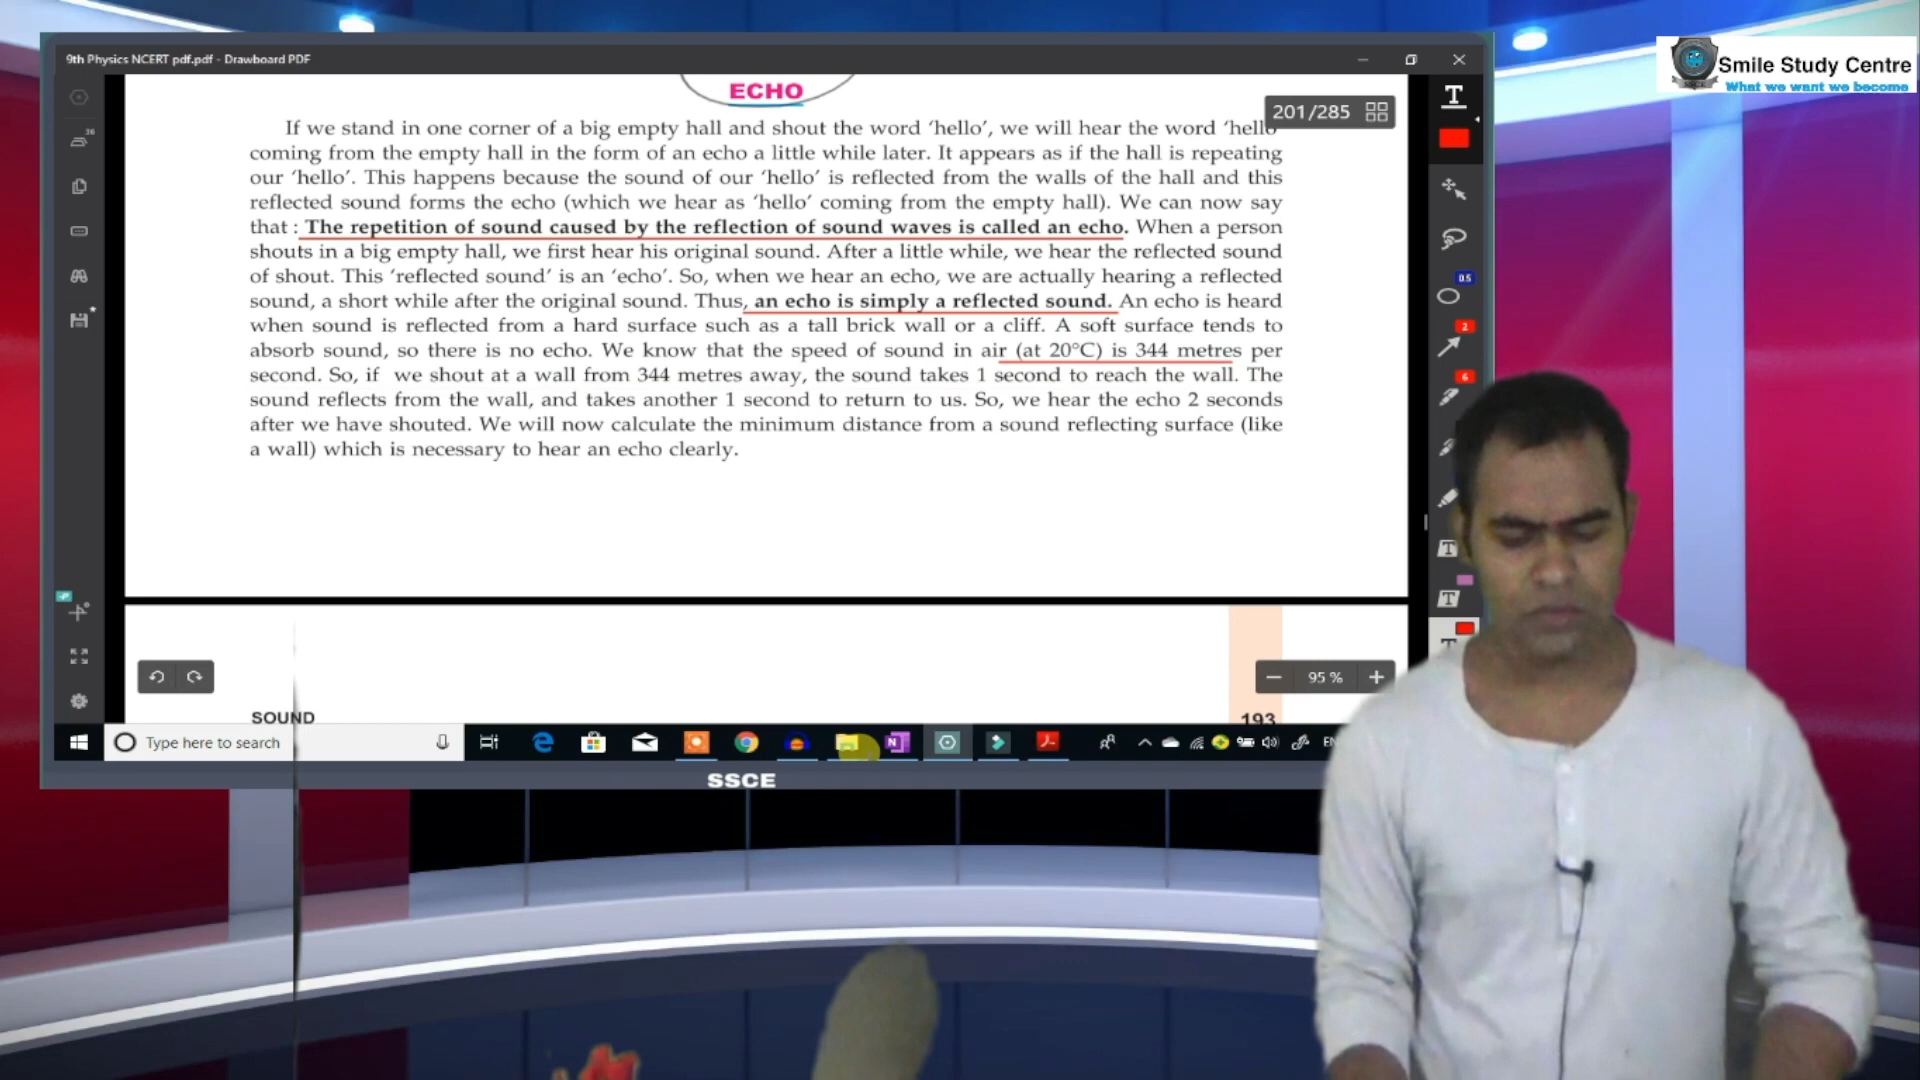 9th Physics NCERT pdf.pdf - Drawboard PDF
Smile Study Centre
What we want we become
ECHO
201/285
If we stand in one corner of a big empty hall and shout the word ‘hello’, we will hear the word ‘hello
coming from the empty hall in the form of an echo a little while later. It appears as if the hall is repeating
our ‘hello’. This happens because the sound of our ‘hello’ is reflected from the walls of the hall and this
reflected sound forms the echo (which we hear as ‘hello’ coming from the empty hall). We can now say
that : The repetition of sound caused by the reflection of sound waves is called an echo. When a person
shouts in a big empty hall, we first hear his original sound. After a little while, we hear the reflected sound
of shout. This ‘reflected sound’ is an ‘echo’. So, when we hear an echo, we are actually hearing a reflected
sound, a short while after the original sound. Thus, an echo is simply a reflected sound. An echo is heard
when sound is reflected from a hard surface such as a tall brick wall or a cliff. A soft surface tends to
absorb sound, so there is no echo. We know that the speed of sound in air (at 20°C) is 344 metres per
second. So, if we shout at a wall from 344 metres away, the sound takes 1 second to reach the wall. The
sound reflects from the wall, and takes another 1 second to return to us. So, we hear the echo 2 seconds
after we have shouted. We will now calculate the minimum distance from a sound reflecting surface (like
a wall) which is necessary to hear an echo clearly.
0.5
2
6
95 %
SOUND
193
Type here to search
EN
SSCE